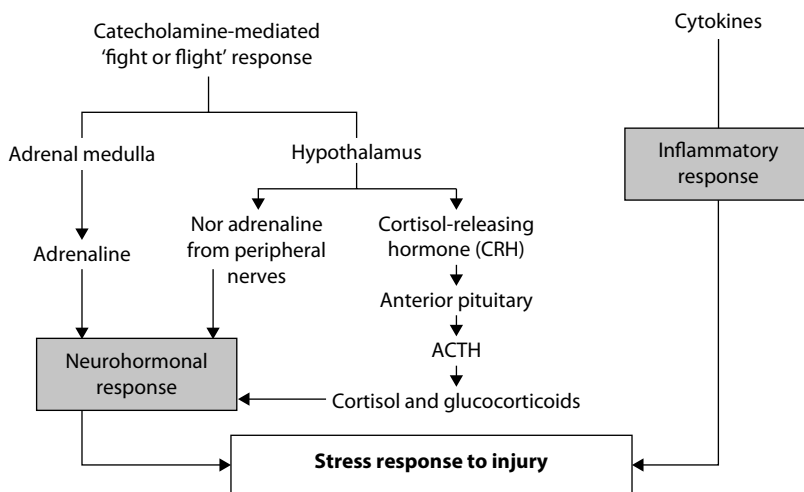 Catecholamine-mediated
‘fight or flight’ response
Cytokines
Adrenal medulla
Hypothalamus
Inflammatory
response
Adrenaline
Nor adrenaline
from peripheral
nerves
Cortisol-releasing
hormone (CRH)
Anterior pituitary
ACTH
Neurohormonal
response
Cortisol and glucocorticoids
Stress response to injury